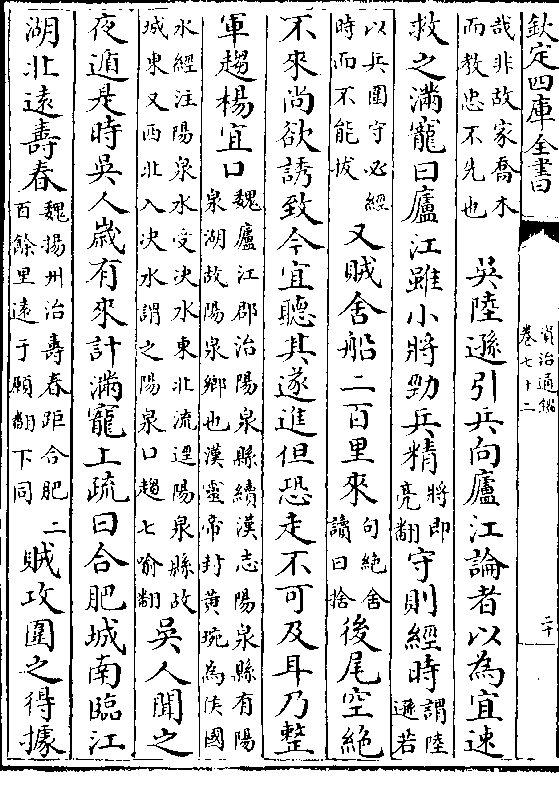 欽定四庫全書
資治通鑑
卷七十二
二十
哉非故家喬木
而教忠不先也
吳陸遜引兵向廬江論者以為宜速
救之滿寵曰廬江雖小將勁兵精
將即
亮翻
守則經時
謂陸
遜若
以兵圍守必經
時而不能拔
又賊舍船二百里來
句絶舍
讀曰捨
後尾空絶
不來尚欲誘致今宜聽其遂進但恐走不可及耳乃整
軍趨楊宜口
魏廬江郡治陽泉縣續漢志陽泉縣有陽
泉湖故陽泉鄉也漢靈帝封黃琬為侯國
水經注陽泉水受決水東北流逕陽泉縣故
城東又西北入決水謂之陽泉口趨七喻翻
吳人聞之
夜遁是時吳人歲有來計滿寵上疏曰合肥城南臨江
湖北遠壽春
魏揚州治壽春距合肥二
百餘里遠于願翻下同
賊攻圍之得據